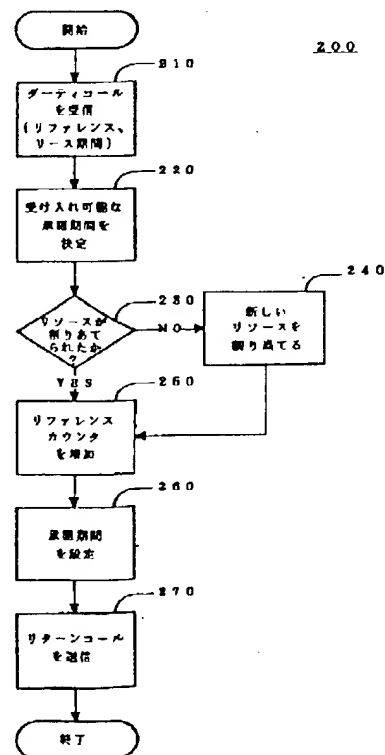 開始
200
210
ダーティコール
を受信
(リファレンス、
リース期間)
220
受け入れ可能な
承諾期間を
決定
230
リソースが
割りあて
られたか
?
NO
YES
240
新しい
リソースを
割り当てる
250
リファレンス
カウンタ
を増加
260
承諾期間
を設定
270
リターンコール
を送信
終了